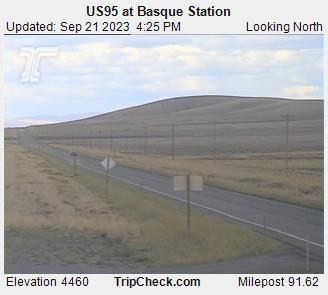 US95 at Basque Station
Updated: Sep 21 2023 4:25 PM Looking North
Elevation 4460 TripCheck.com Milepost 91.62